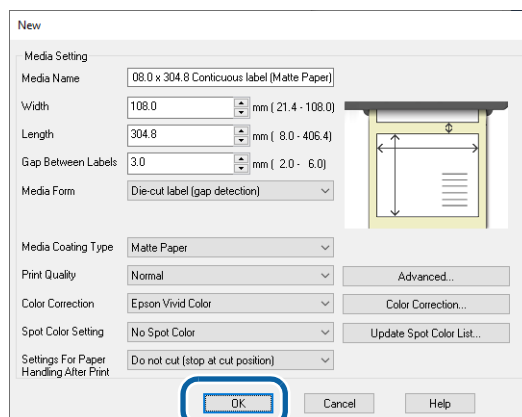 New
Media Setting
Media Name 08.0 x 304.8 Conticuous label (Matte Paper)
Width 108.0 mm ( 21.4 - 108.0)
Length 304.8 mm ( 8.0 - 406.4)
Gap Between Labels 3.0 mm ( 2.0 - 6.0)
Media Form Die-cut label (gap detection)
Media Coating Type Matte Paper
Print Quality Normal Advanced...
Color Correction Epson Vivid Color Color Correction...
Spot Color Setting No Spot Color Update Spot Color List...
Settings For Paper Do not cut (stop at cut position)
Handling After Print
OK Cancel Help